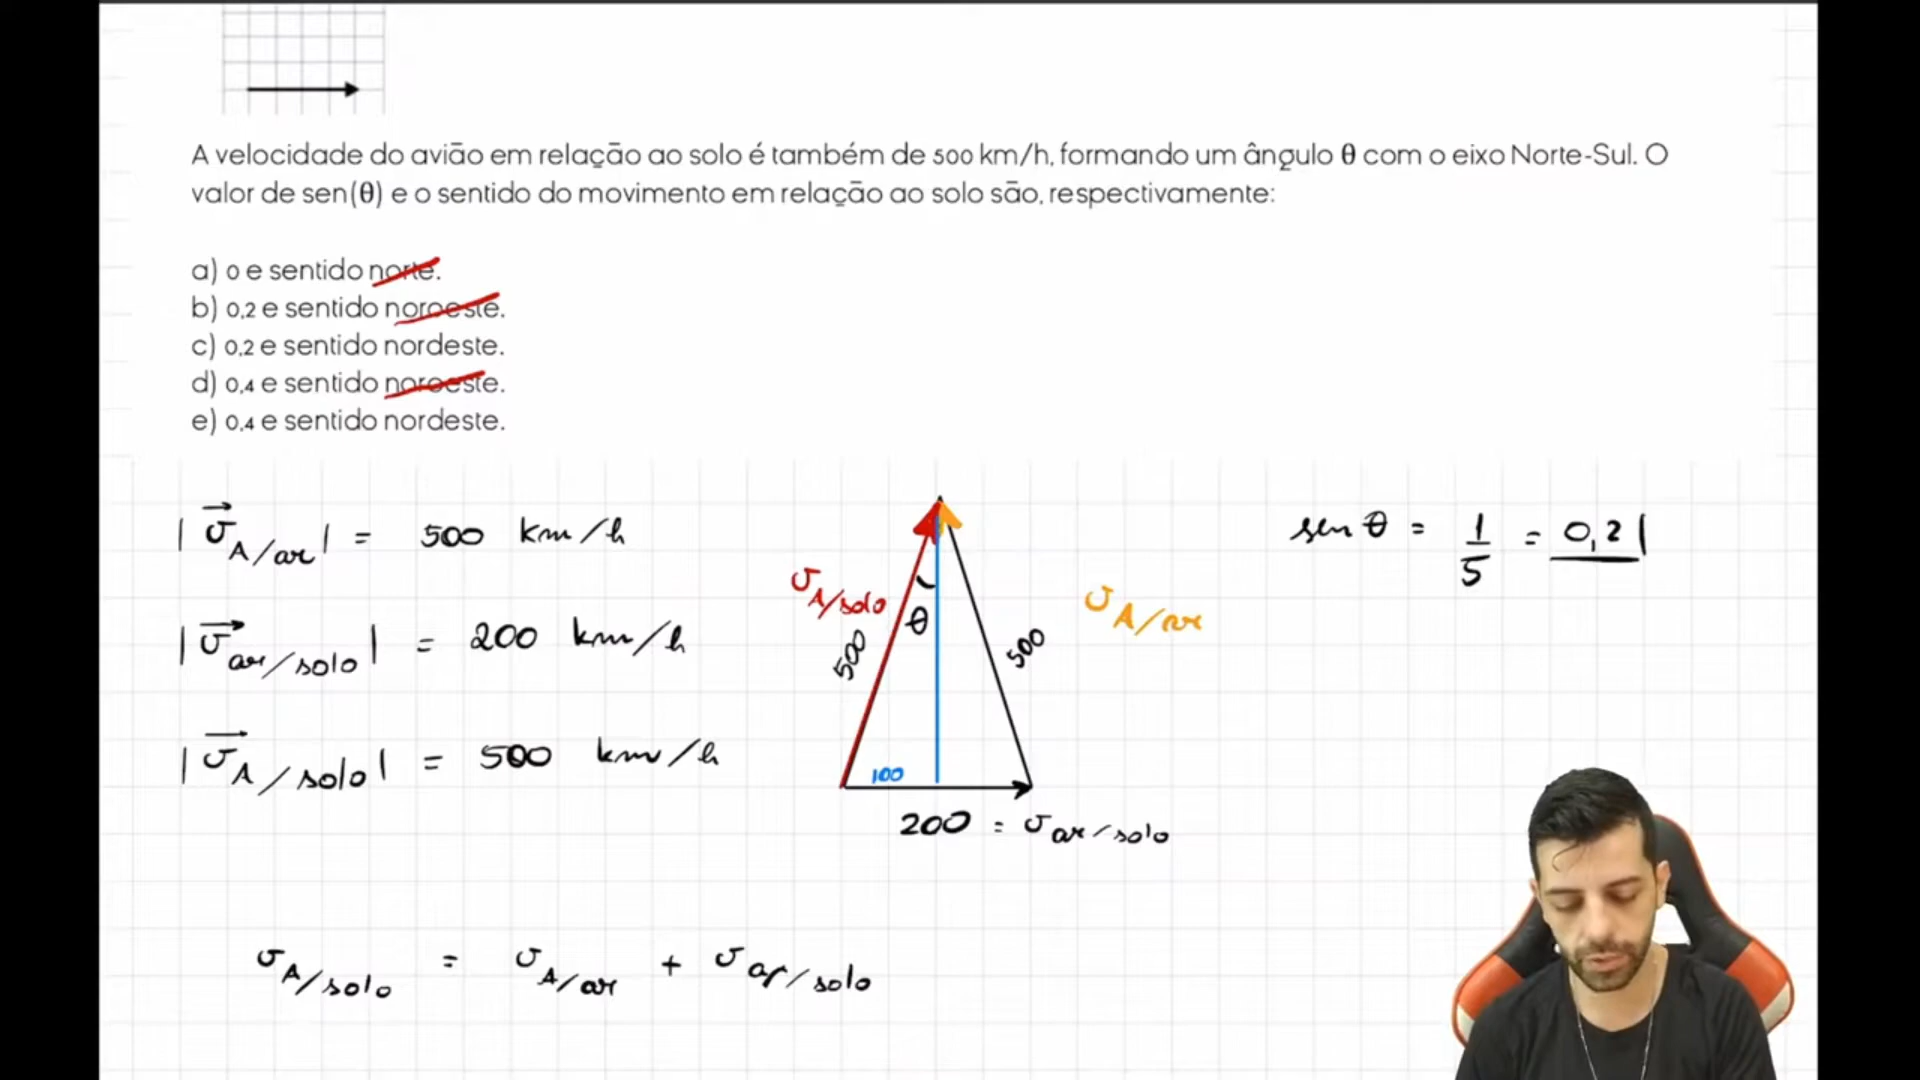 A velocidade do avião em relação ao solo é também de 500 km/h, formando um ângulo θ com o eixo Norte-Sul. O
valor de sen(θ) e o sentido do movimento em relação ao solo são, respectivamente:
a) 0 e sentido norte.
b) 0,2 e sentido noroeste.
c) 0,2 e sentido nordeste.
d) 0,4 e sentido noroeste.
e) 0,4 e sentido nordeste.
|v⃗ A/ar| = 500 km/h
|v⃗ ar/solo| = 200 km/h
|v⃗ A/solo| = 500 km/h
v A/solo
500
θ
500
v A/ar
100
200 = v ar/solo
sen θ = 1/5 = 0,2
v A/solo = v A/ar + v ar/solo